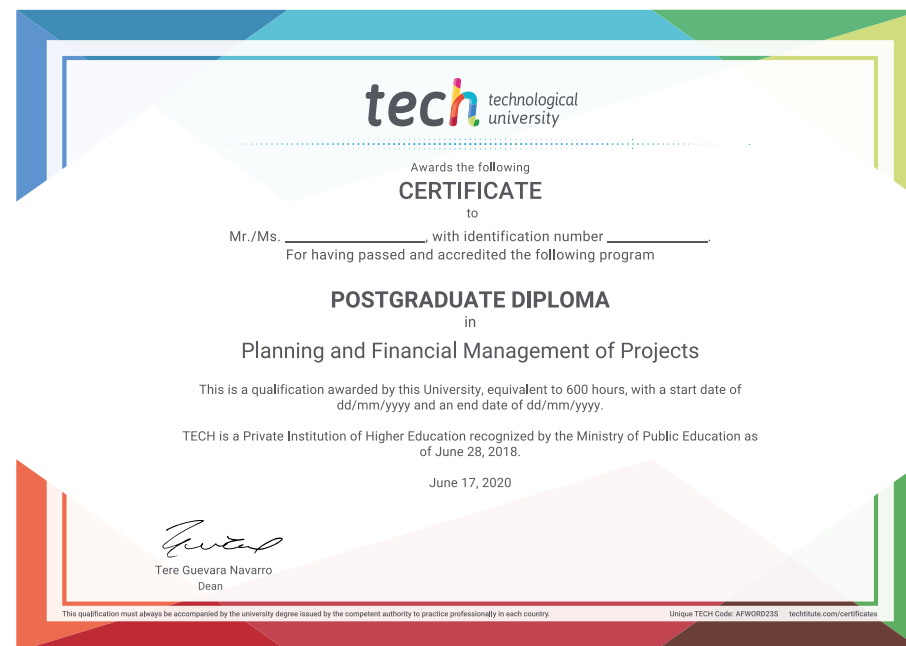 tech technological
university
Awards the following
CERTIFICATE
to
Mr./Ms. ____________________, with identification number ______________.
For having passed and accredited the following program
POSTGRADUATE DIPLOMA
in
Planning and Financial Management of Projects
This is a qualification awarded by this University, equivalent to 600 hours, with a start date of
dd/mm/yyyy and an end date of dd/mm/yyyy.
TECH is a Private Institution of Higher Education recognized by the Ministry of Public Education as
of June 28, 2018.
June 17, 2020
Tere Guevara Navarro
Dean
This qualification must always be accompanied by the university degree issued by the competent authority to practice professionally in each country. Unique TECH Code: AFWORD23S techtitute.com/certificates